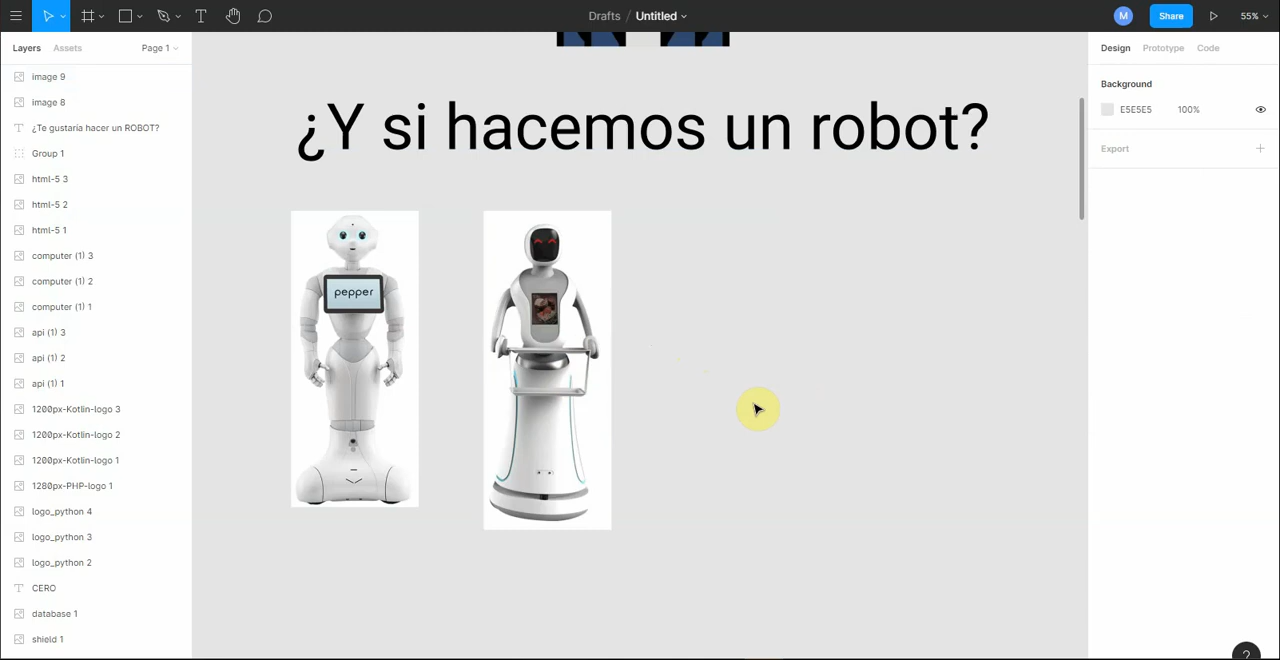 Drafts / Untitled
M
Share
55%
Layers
Assets
Page 1
Design
Prototype
Code
image 9
image 8
¿Te gustaría hacer un ROBOT?
Group 1
html-5 3
html-5 2
html-5 1
computer (1) 3
computer (1) 2
computer (1) 1
api (1) 3
api (1) 2
api (1) 1
1200px-Kotlin-logo 3
1200px-Kotlin-logo 2
1200px-Kotlin-logo 1
1280px-PHP-logo 1
logo_python 4
logo_python 3
logo_python 2
CERO
database 1
shield 1
¿Y si hacemos un robot?
pepper
Background
E5E5E5 100%
Export
?